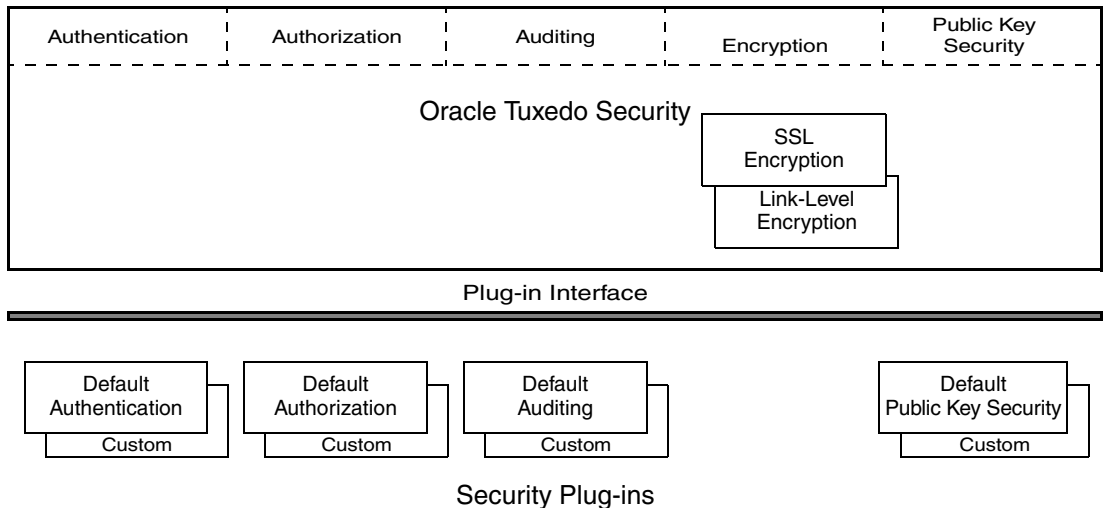 Authentication
Authorization
Auditing
Encryption
Public Key
Security
Oracle Tuxedo Security
SSL
Encryption
Link-Level
Encryption
Plug-in Interface
Default
Authentication
Custom
Default
Authorization
Custom
Default
Auditing
Custom
Default
Public Key Security
Custom
Security Plug-ins